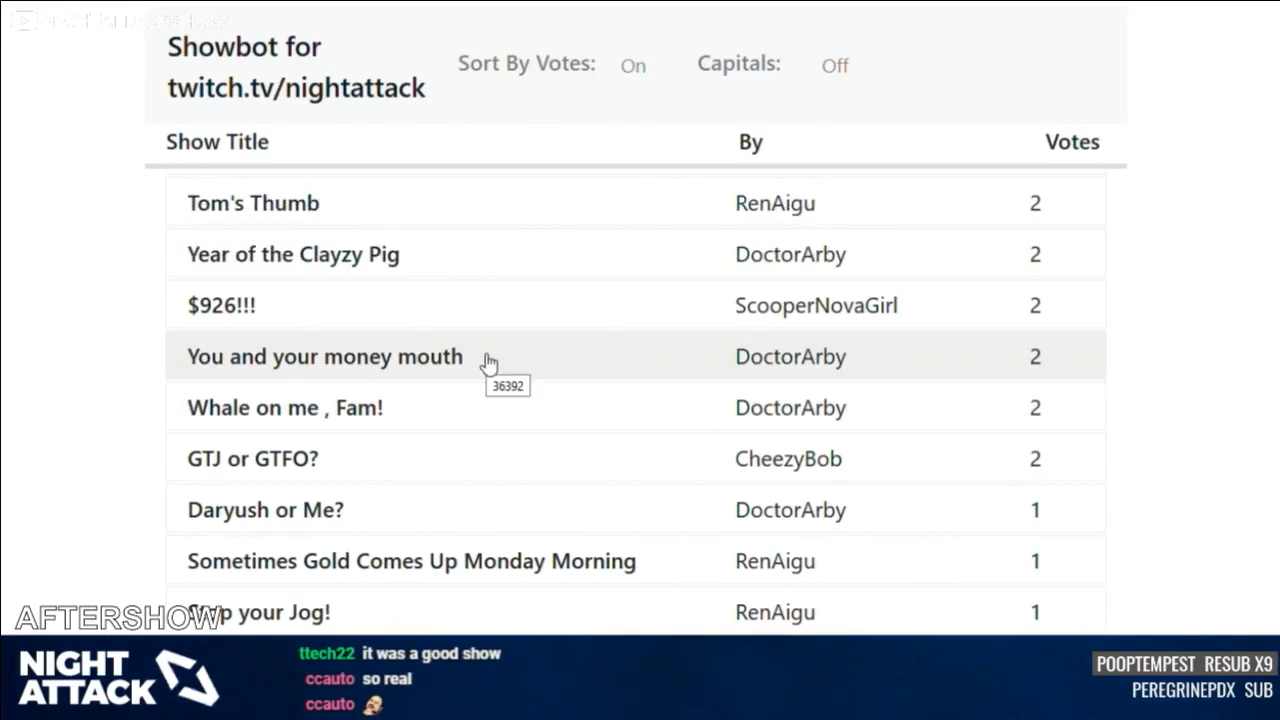 Showbot for
twitch.tv/nightattack
Sort By Votes: On Capitals: Off
Show Title By Votes
Tom's Thumb RenAigu 2
Year of the Clayzy Pig DoctorArby 2
$926!!! ScooperNovaGirl 2
You and your money mouth DoctorArby 2
36392
Whale on me , Fam! DoctorArby 2
GTJ or GTFO? CheezyBob 2
Daryush or Me? DoctorArby 1
Sometimes Gold Comes Up Monday Morning RenAigu 1
your Jog! RenAigu 1
AFTERSHOW
NIGHT
ATTACK
ttech22 it was a good show
ccauto so real
ccauto
POOPTEMPEST RESUB X9
PEREGRINEPDX SUB